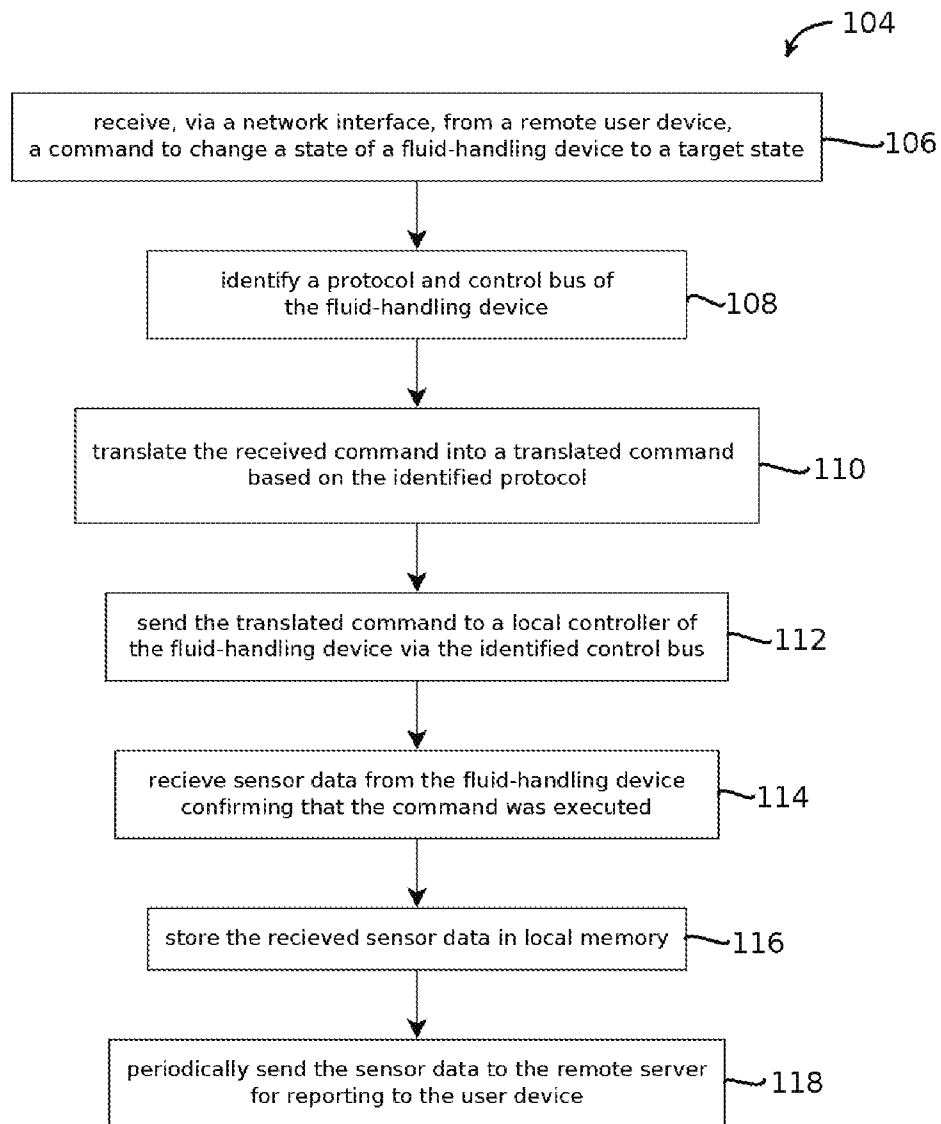 104
receive, via a network interface, from a remote user device,
a command to change a state of a fluid-handling device to a target state
106
identify a protocol and control bus of
the fluid-handling device
108
translate the received command into a translated command
based on the identified protocol
110
send the translated command to a local controller of
the fluid-handling device via the identified control bus
112
recieve sensor data from the fluid-handling device
confirming that the command was executed
114
store the recieved sensor data in local memory
116
periodically send the sensor data to the remote server
for reporting to the user device
118